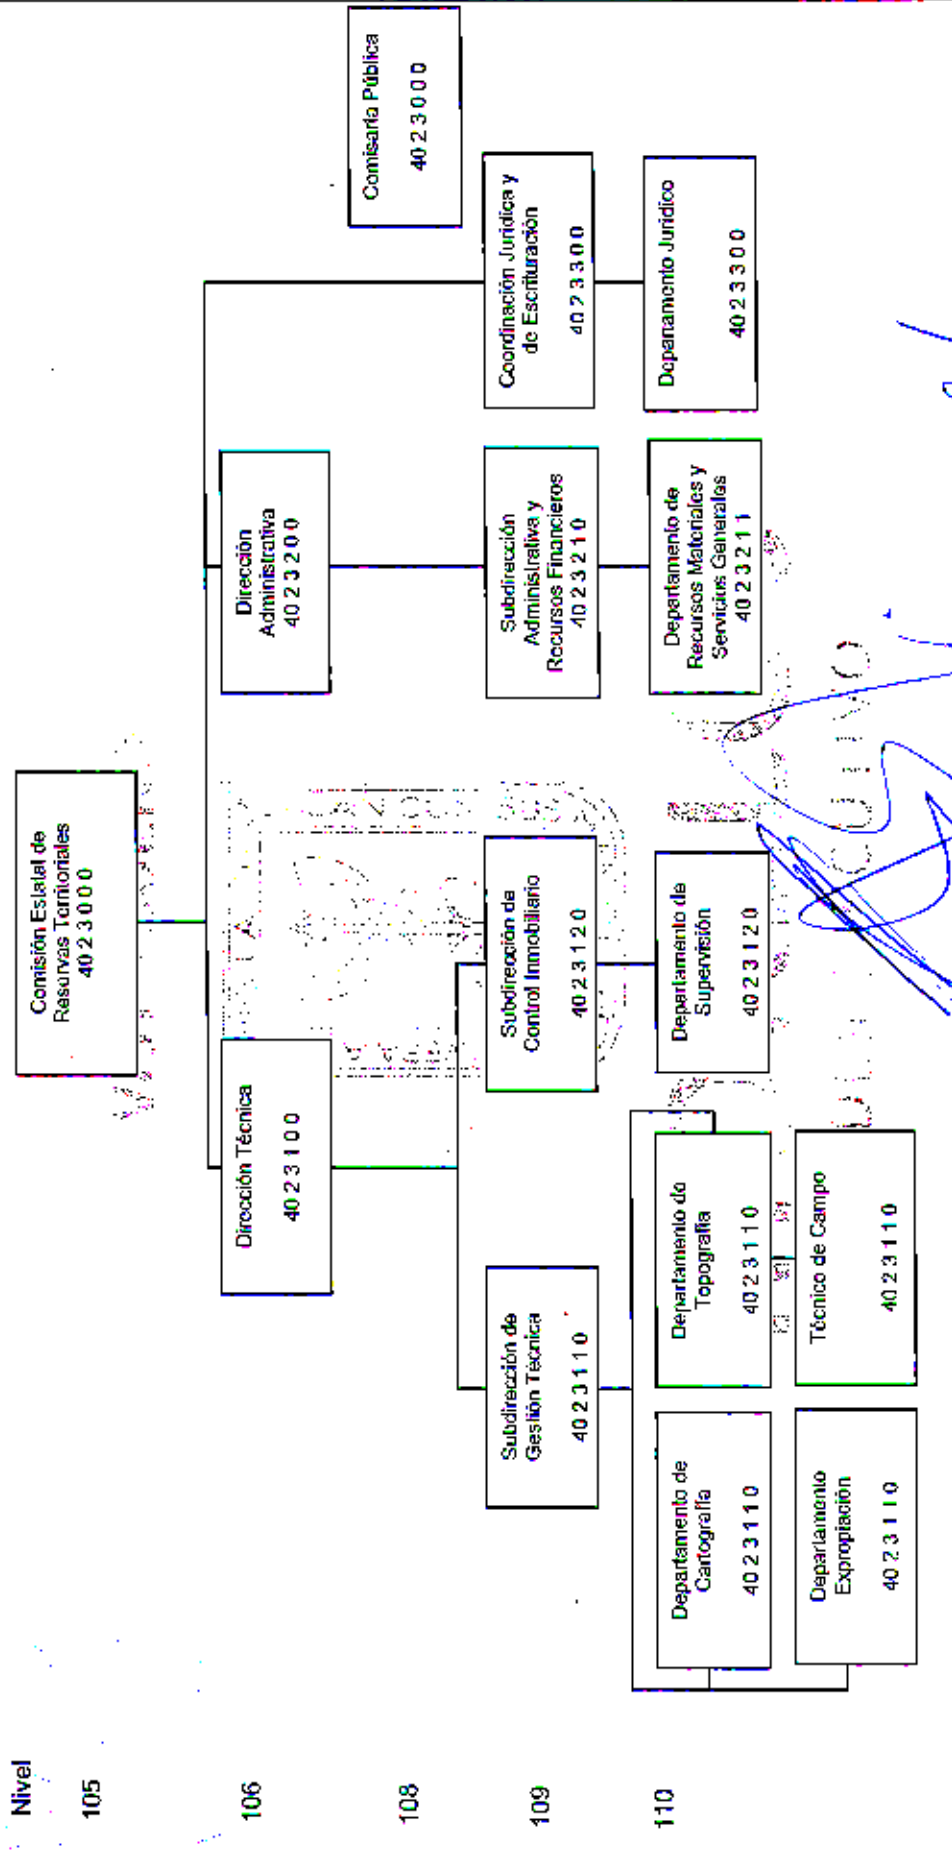 Nivel
105
106
108
109
110
Comisión Estatal de
Reservas Territoriales
4 0 2 3 0 0 0
Comisaría Pública
4 0 2 3 0 0 0
Dirección Técnica
4 0 2 3 1 0 0
Dirección
Administrativa
4 0 2 3 2 0 0
Subdirección de
Gestión Técnica
4 0 2 3 1 1 0
Subdirección de
Control Inmobiliario
4 0 2 3 1 2 0
Subdirección
Administrativa y
Recursos Financieros
4 0 2 3 2 1 0
Coordinación Jurídica y
de Escrituración
4 0 2 3 3 0 0
Departamento de
Cartografía
4 0 2 3 1 1 0
Departamento de
Topografía
4 0 2 3 1 1 0
Departamento de
Supervisión
4 0 2 3 1 2 0
Departamento de
Recursos Materiales y
Servicios Generales
4 0 2 3 2 1 1
Departamento Jurídico
4 0 2 3 3 0 0
Departamento
Expropiación
4 0 2 3 1 1 0
Técnico de Campo
4 0 2 3 1 1 0